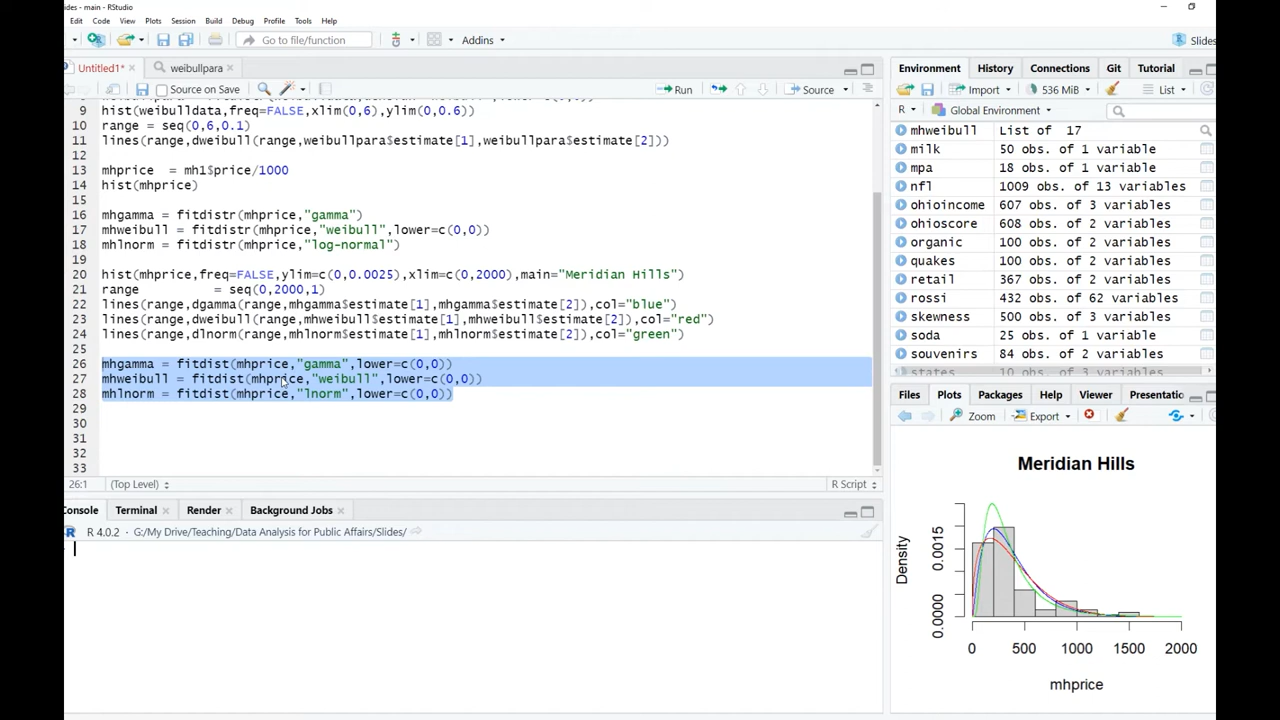 lides - main - RStudio
Edit Code View Plots Session Build Debug Profile Tools Help
Go to file/function Addins Slides
Untitled1* weibullpara
Source on Save Run Source
9 hist(weibulldata,freq=FALSE,xlim(0,6),ylim(0,0.6))
10 range = seq(0,6,0.1)
11 lines(range,dweibull(range,weibullpara$estimate[1],weibullpara$estimate[2]))
12
13 mhprice = mh1$price/1000
14 hist(mhprice)
15
16 mhgamma = fitdistr(mhprice,"gamma")
17 mhweibull = fitdistr(mhprice,"weibull",lower=c(0,0))
18 mhlnorm = fitdistr(mhprice,"log-normal")
19
20 hist(mhprice,freq=FALSE,ylim=c(0,0.0025),xlim=c(0,2000),main="Meridian Hills")
21 range = seq(0,2000,1)
22 lines(range,dgamma(range,mhgamma$estimate[1],mhgamma$estimate[2]),col="blue")
23 lines(range,dweibull(range,mhweibull$estimate[1],mhweibull$estimate[2]),col="red")
24 lines(range,dlnorm(range,mhlnorm$estimate[1],mhlnorm$estimate[2]),col="green")
25
26 mhgamma = fitdist(mhprice,"gamma",lower=c(0,0))
27 mhweibull = fitdist(mhprice,"weibull",lower=c(0,0))
28 mhlnorm = fitdist(mhprice,"lnorm",lower=c(0,0))
29
30
31
32
33
26:1 (Top Level) R Script
Console Terminal Render Background Jobs
R 4.0.2 · G:/My Drive/Teaching/Data Analysis for Public Affairs/Slides/
Environment History Connections Git Tutorial
Import 536 MiB List
R Global Environment
mhweibull List of 17
milk 50 obs. of 1 variable
mpa 18 obs. of 1 variable
nfl 1009 obs. of 13 variables
ohioincome 607 obs. of 3 variables
ohioscore 608 obs. of 2 variables
organic 100 obs. of 2 variables
quakes 100 obs. of 2 variables
retail 367 obs. of 2 variables
rossi 432 obs. of 62 variables
skewness 500 obs. of 3 variables
soda 25 obs. of 1 variable
souvenirs 84 obs. of 2 variables
states
Files Plots Packages Help Viewer Presentatio
Zoom Export
Meridian Hills
Density
0.0015
0.0000
0 500 1000 1500 2000
mhprice